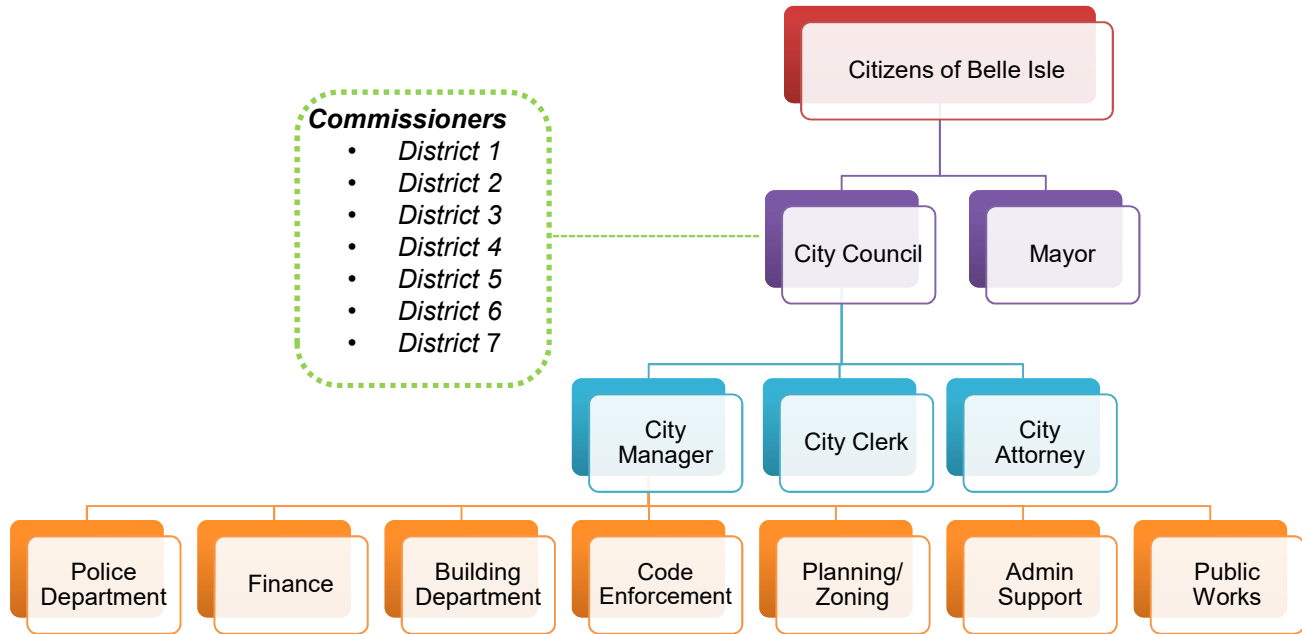 Citizens of Belle Isle
Commissioners
• District 1
• District 2
• District 3
• District 4
• District 5
• District 6
• District 7
City Council
Mayor
City
Manager
City Clerk
City
Attorney
Police
Department
Finance
Building
Department
Code
Enforcement
Planning/
Zoning
Admin
Support
Public
Works